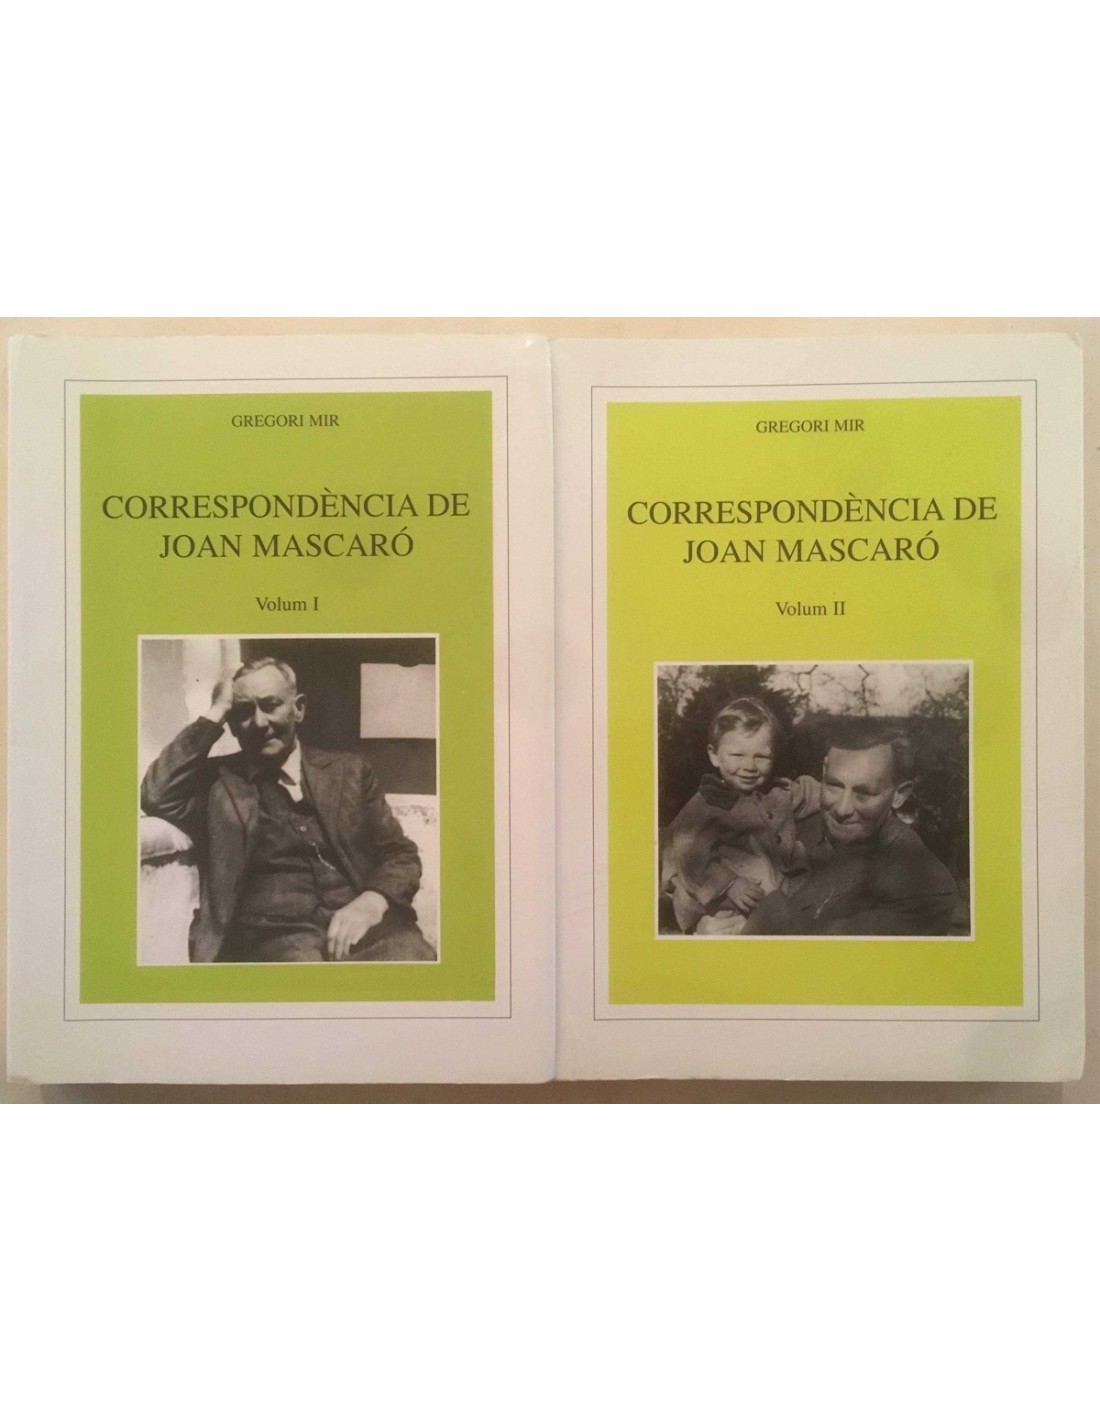 GREGORI MIR
CORRESPONDÈNCIA DE
JOAN MASCARÓ
Volum I
GREGORI MIR
CORRESPONDÈNCIA DE
JOAN MASCARÓ
Volum II